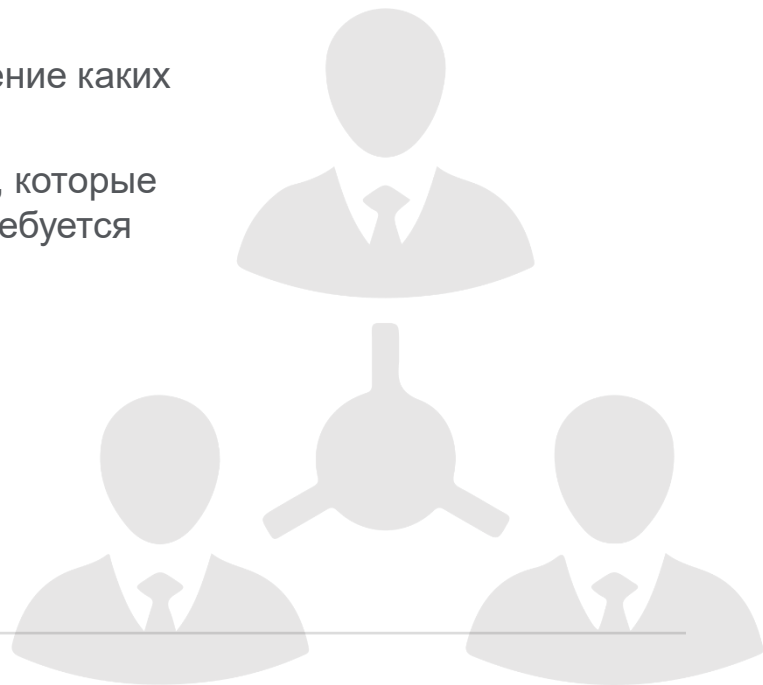 ение каких
, которые
ебуется